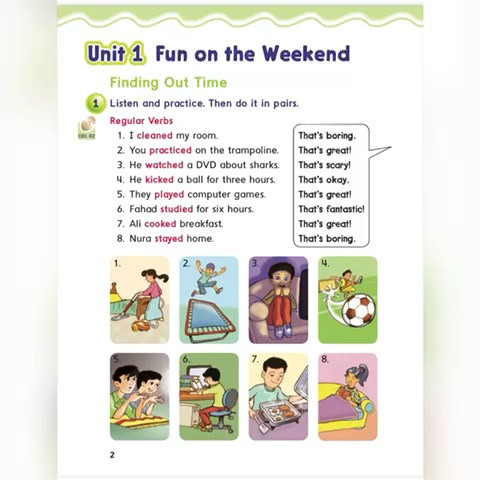 Unit 1 Fun on the Weekend
Finding Out Time
1 Listen and practice. Then do it in pairs.
Regular Verbs
1. I cleaned my room. That's boring.
2. You practiced on the trampoline. That's great!
3. He watched a DVD about sharks. That's scary!
4. He kicked a ball for three hours. That's okay.
5. They played computer games. That's great!
6. Fahad studied for six hours. That's fantastic!
7. Ali cooked breakfast. That's great!
8. Nura stayed home. That's boring.
1. 2. 3. 4.
5. 6. 7. 8.
2